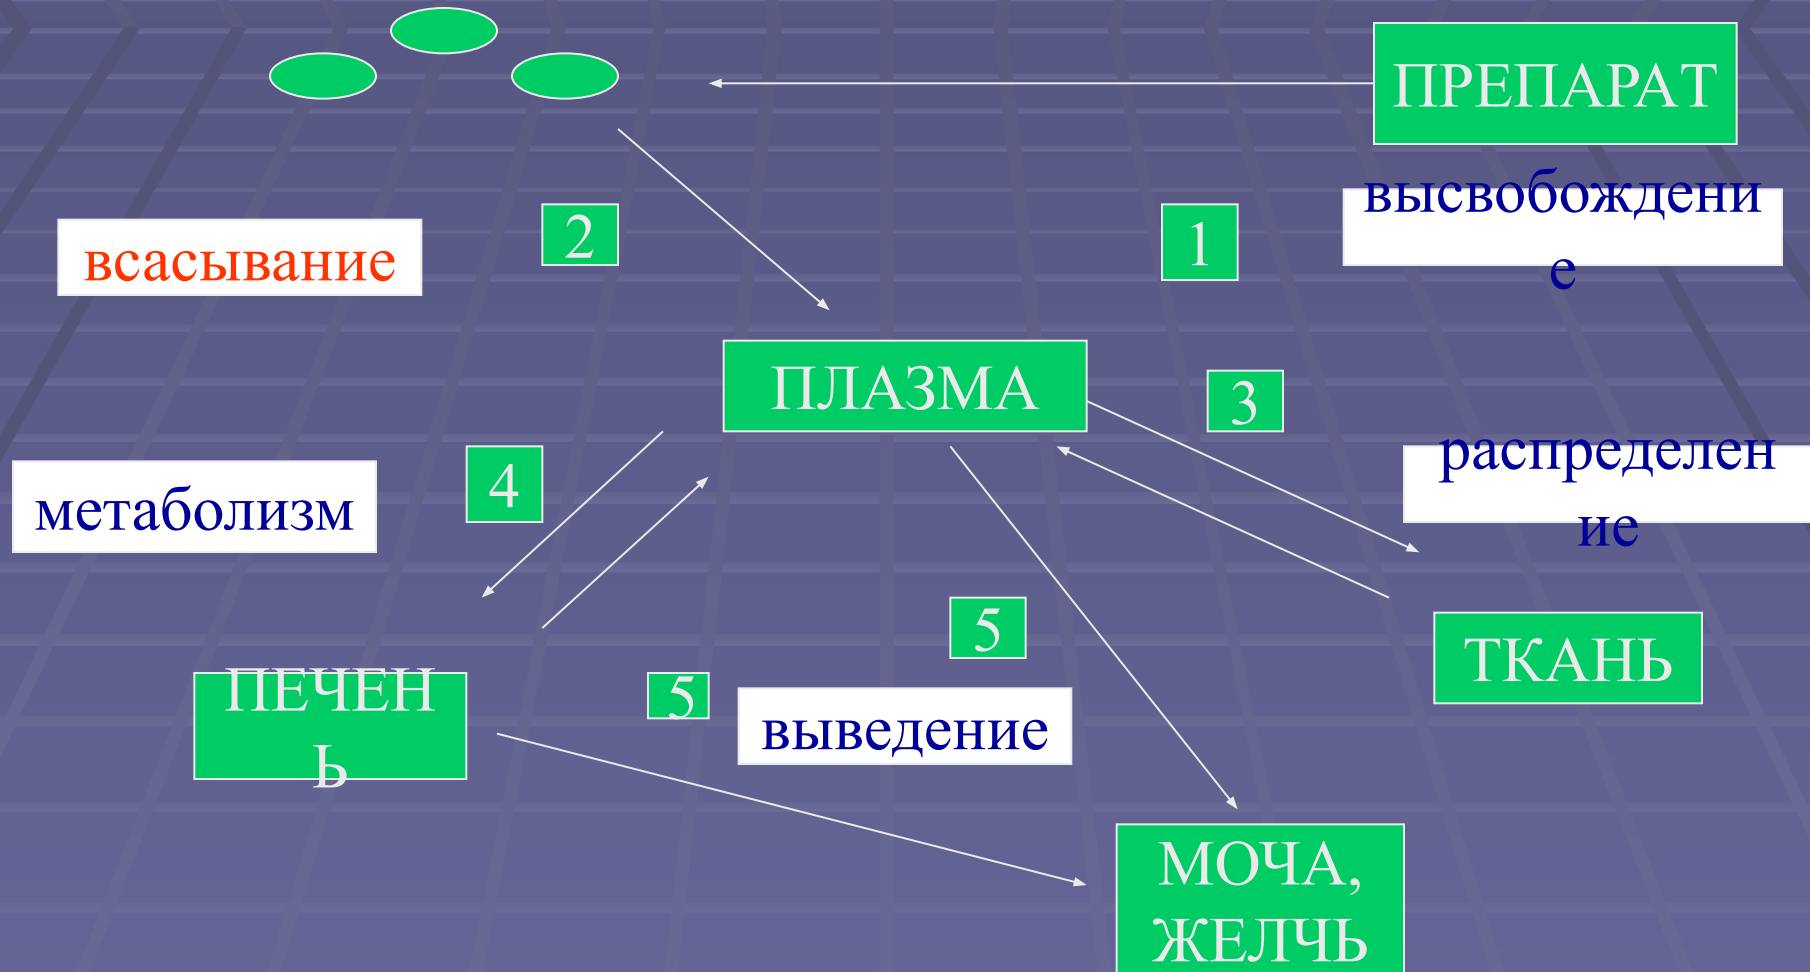 ПРЕПАРАТ
высвобождени
е
2
1
всасывание
ПЛАЗМА
3
распределен
ие
4
метаболизм
5
ТКАНЬ
ПЕЧЕН
Ь
5
выведение
МОЧА,
ЖЕЛЧЬ